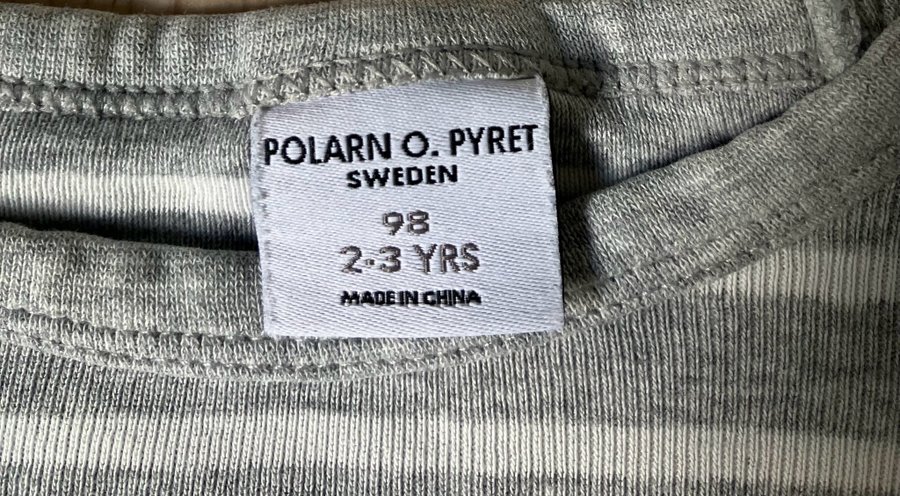 POLARN O. PYRET
SWEDEN
98
2-3 YRS
MADE IN CHINA